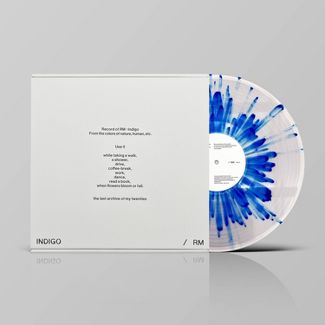 Record of RM: Indigo
From the colors of nature, human, etc.
Use it
while taking a walk,
a shower,
drive,
coffee-break,
work,
dance,
read a book,
when flowers bloom or fall.
the last archive of my twenties
INDIGO / RM